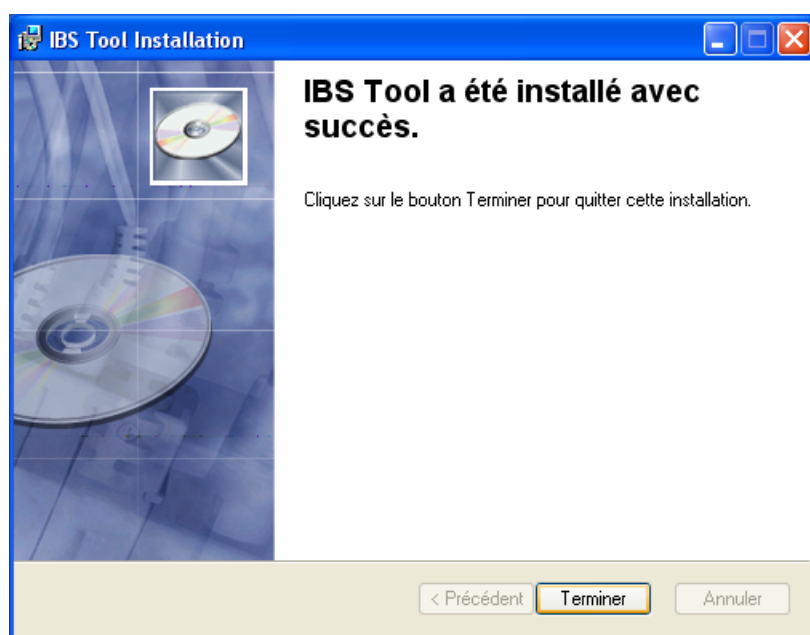 IBS Tool Installation
IBS Tool a été installé avec
succès.
Cliquez sur le bouton Terminer pour quitter cette installation.
< Précédent Terminer Annuler